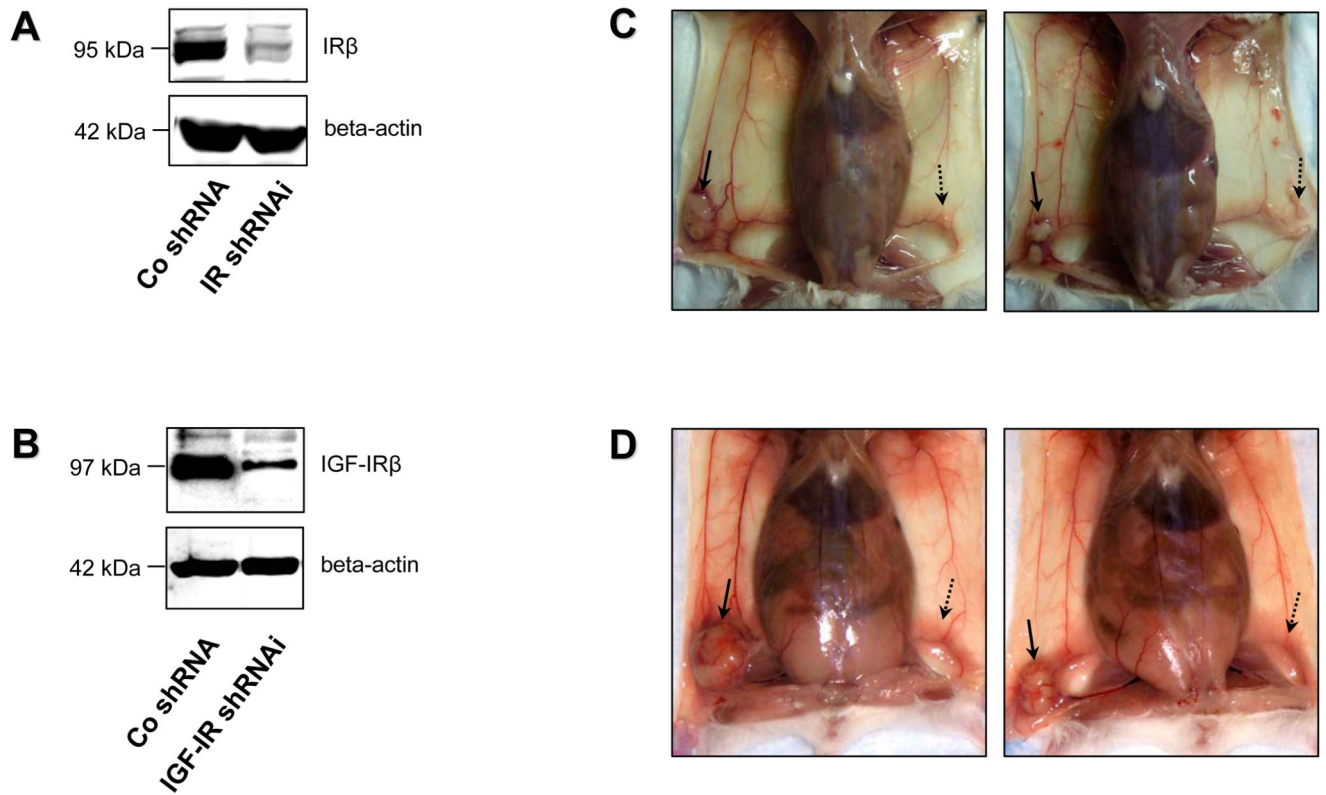 A
95 kDa
IRβ
42 kDa
beta-actin
Co shRNA
IR shRNAi
B
97 kDa
IGF-IRβ
42 kDa
beta-actin
Co shRNA
IGF-IR shRNAi
C
D